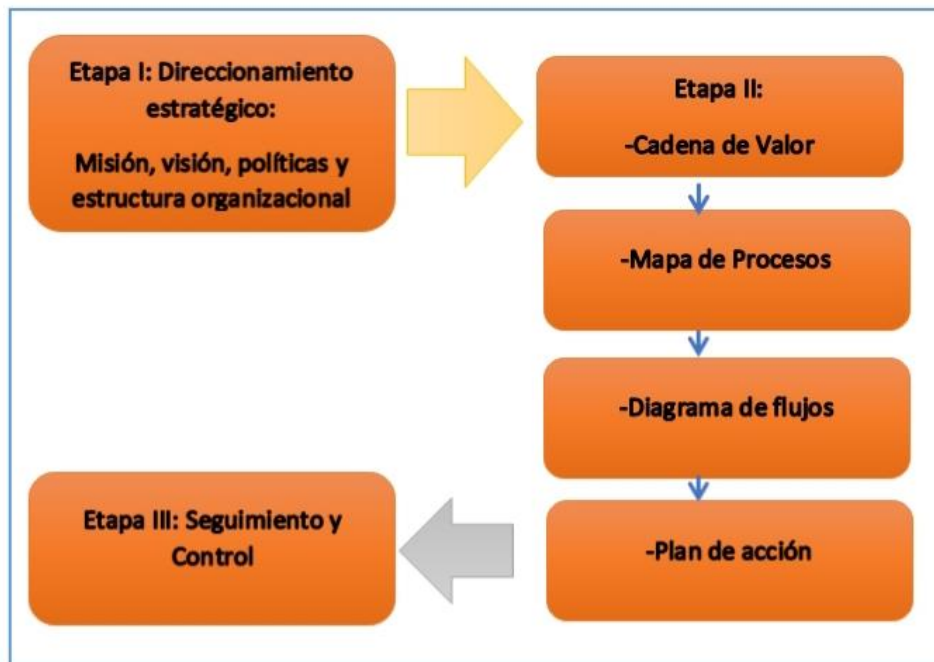 Etapa I: Direccionamiento
estratégico:
Misión, visión, políticas y
estructura organizacional
Etapa II:
-Cadena de Valor
-Mapa de Procesos
-Diagrama de flujos
-Plan de acción
Etapa III: Seguimiento y
Control